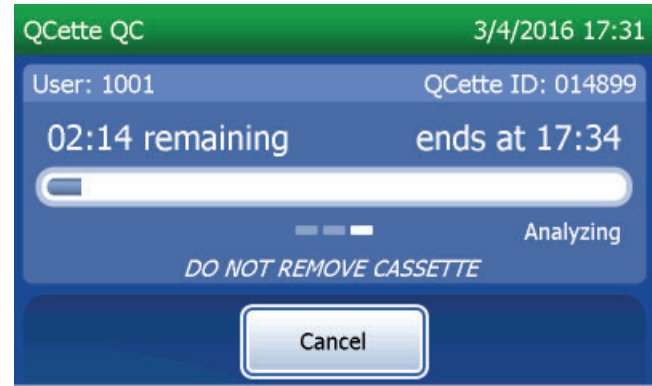 QCette QC 3/4/2016 17:31
User: 1001 QCette ID: 014899
02:14 remaining ends at 17:34
Analyzing
DO NOT REMOVE CASSETTE
Cancel